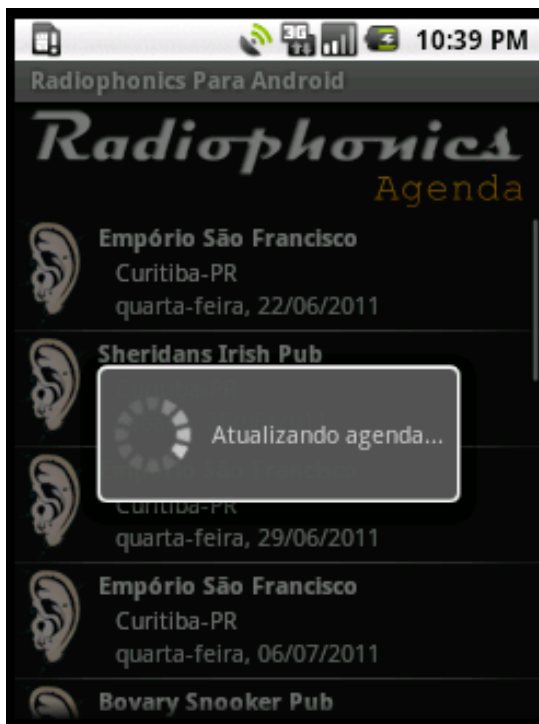 3G
10:39 PM
Radiophonics Para Android
Radiophonics
Agenda
Empório São Francisco
Curitiba-PR
quarta-feira, 22/06/2011
Sheridans Irish Pub
Atualizando agenda...
Curitiba-PR
quarta-feira, 29/06/2011
Empório São Francisco
Curitiba-PR
quarta-feira, 06/07/2011
Bovary Snooker Pub